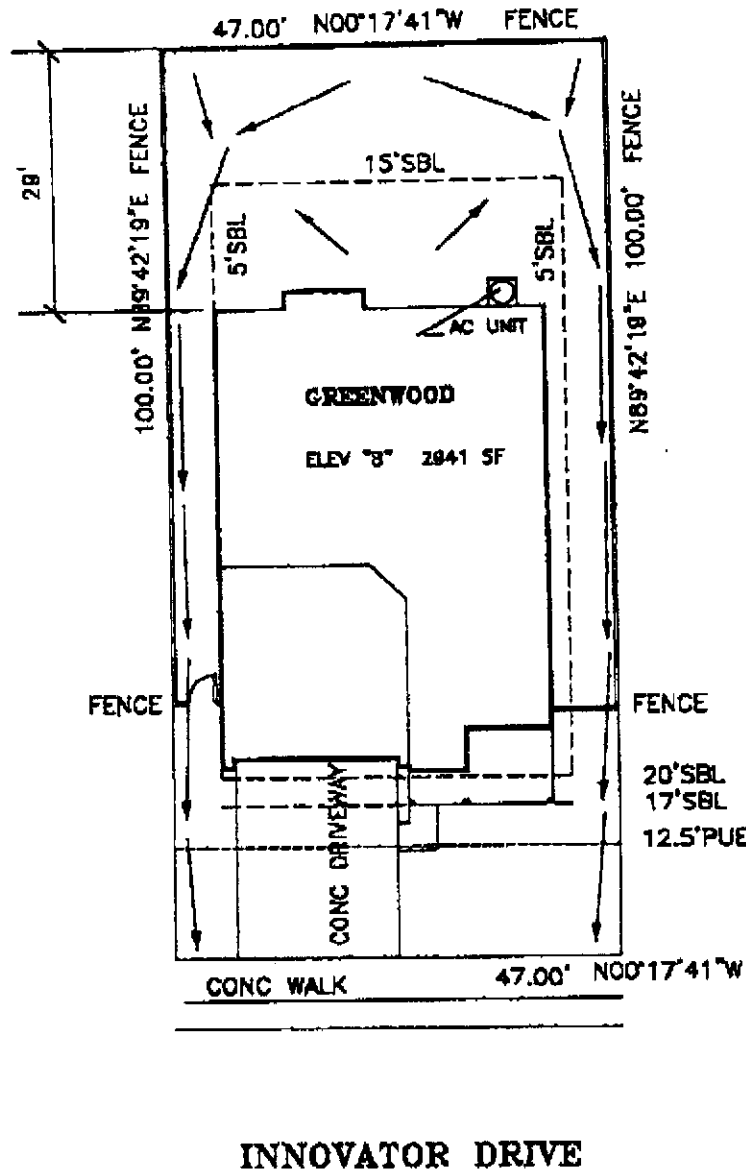 47.00' N00°17'41"W FENCE
29'
100.00' N89°42'19"E FENCE
N89°42'19"E 100.00' FENCE
15'SBL
5'SBL
5'SBL
AC UNIT
GREENWOOD
ELEV "B" 2941 SF
FENCE
FENCE
CONC DRIVEWAY
20'SBL
17'SBL
12.5'PUE
47.00' N00°17'41"W
CONC WALK
INNOVATOR DRIVE